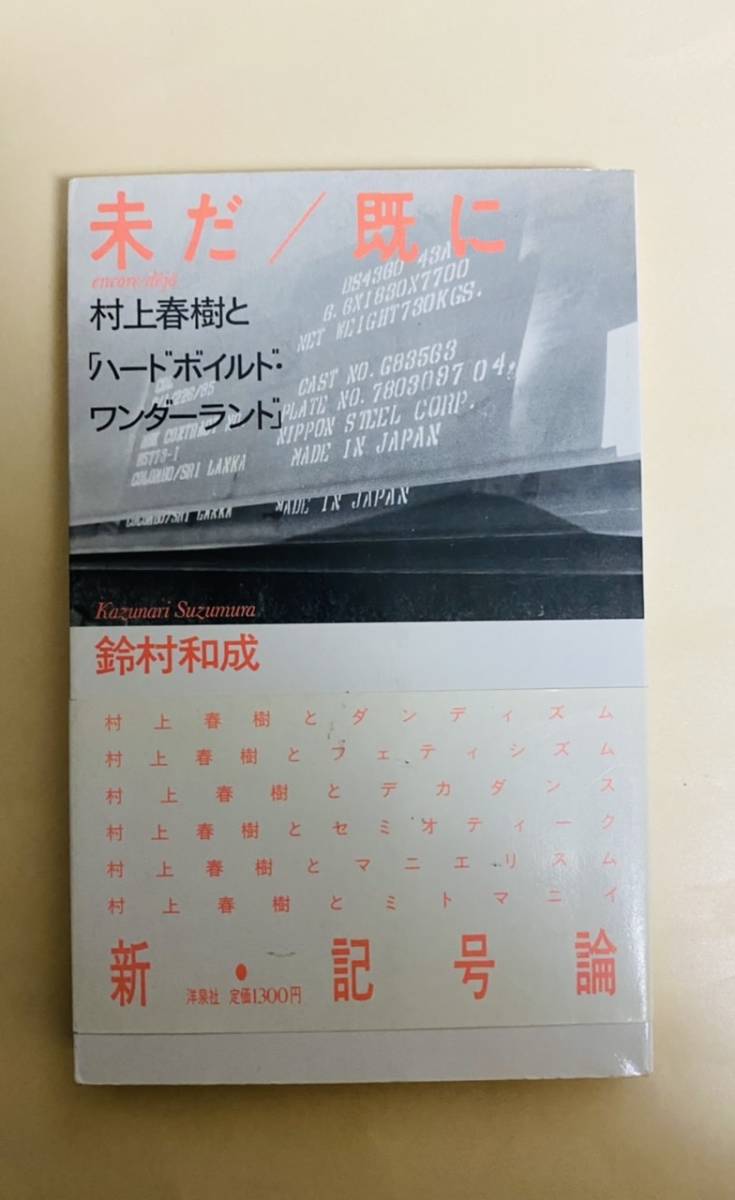 未だ／既に
encore/déjà
村上春樹と
「ハードボイルド・
ワンダーランド」
DS4360 43A
6.6X1830X7700
NET WEIGHT730KGS.
CAST NO. G83563
PLATE NO. 7803097 04
NIPPON STEEL CORP.
MADE IN JAPAN
85773-1
COLOMBO/SRI LANKA
MADE IN JAPAN
Kazunari Suzumura
鈴村和成
村上春樹とダンディズム
村上春樹とフェティシズム
村上春樹とデカダンス
村上春樹とセミオティーク
村上春樹とマニエリスム
村上春樹とミトマニイ
新・記号論
洋泉社 定価1300円